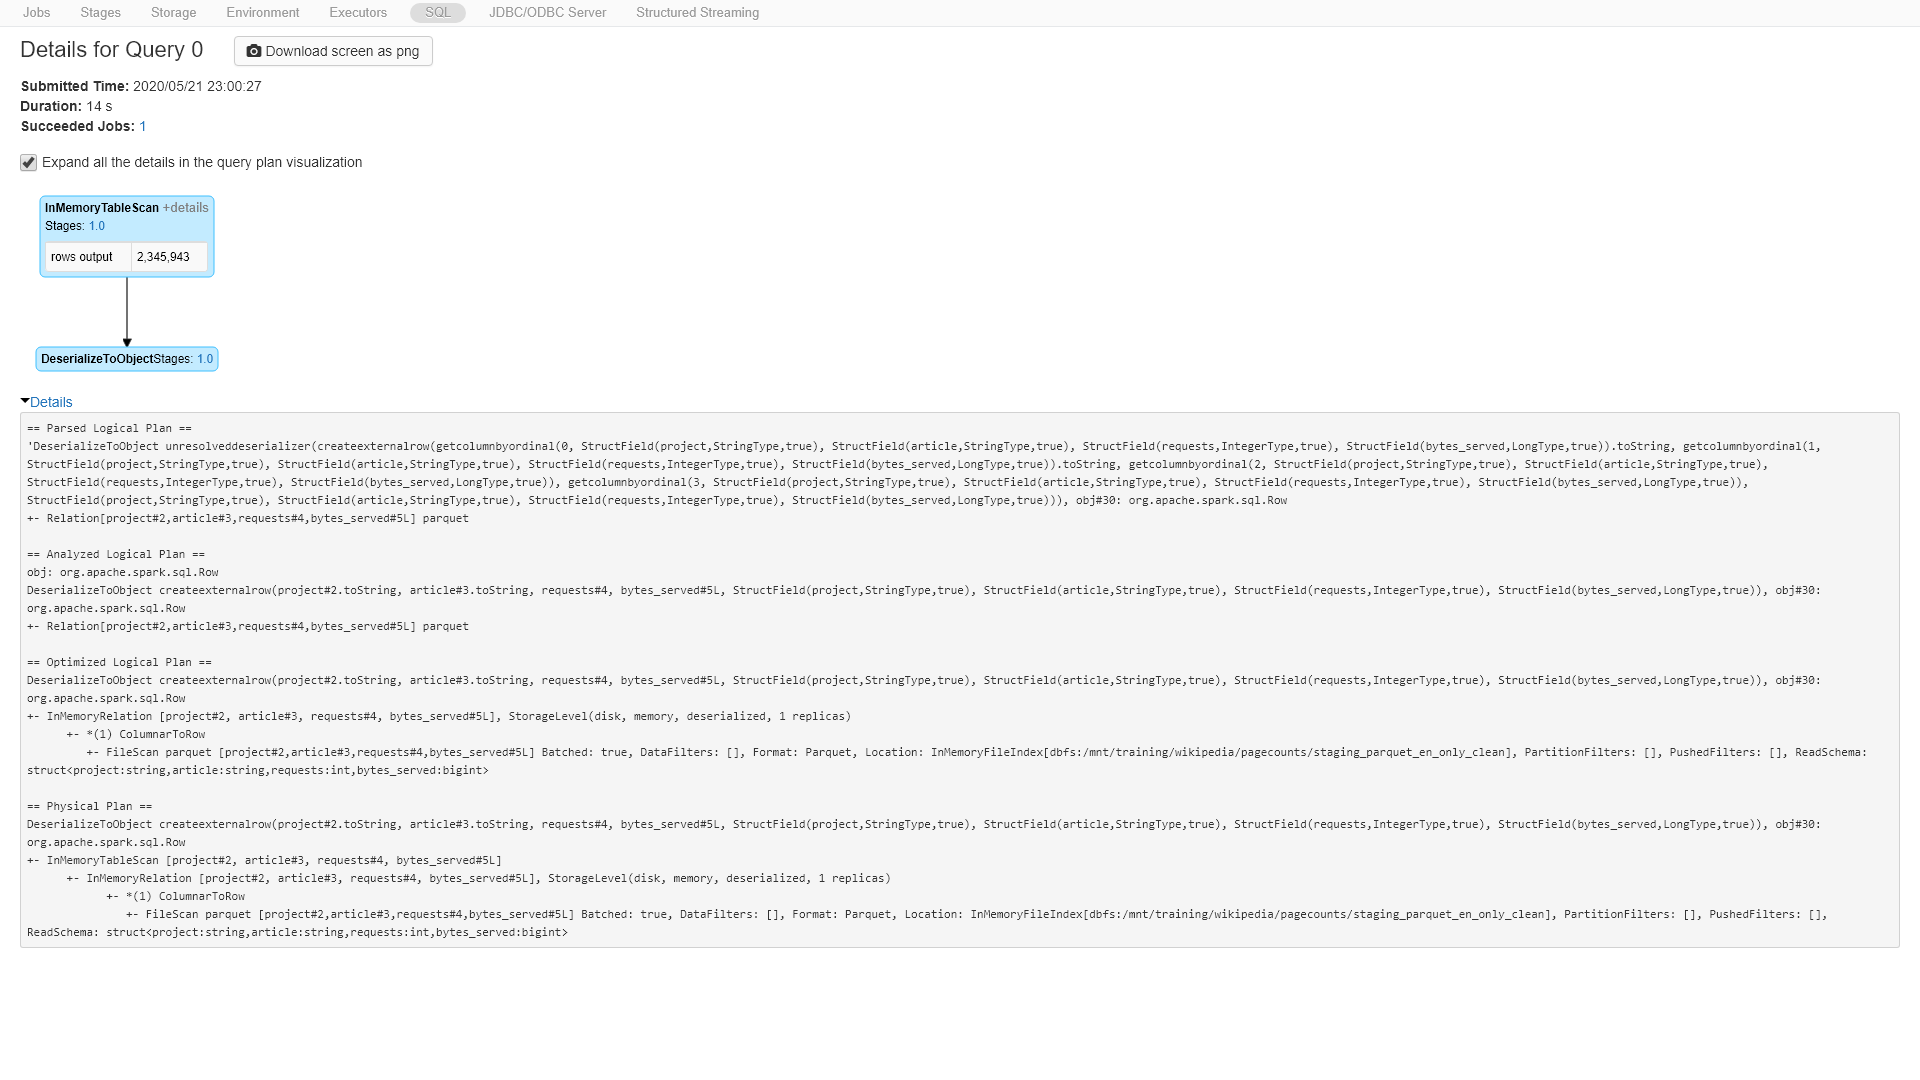 Jobs Stages Storage Environment Executors SQL JDBC/ODBC Server Structured Streaming
Details for Query 0 Download screen as png
Submitted Time: 2020/05/21 23:00:27
Duration: 14 s
Succeeded Jobs: 1
Expand all the details in the query plan visualization
InMemoryTableScan +details
Stages: 1.0
rows output 2,345,943
DeserializeToObjectStages: 1.0
Details
== Parsed Logical Plan ==
'DeserializeToObject unresolveddeserializer(createexternalrow(getcolumnbyordinal(0, StructField(project,StringType,true), StructField(article,StringType,true), StructField(requests,IntegerType,true), StructField(bytes_served,LongType,true)).toString, getcolumnbyordinal(1,
StructField(project,StringType,true), StructField(article,StringType,true), StructField(requests,IntegerType,true), StructField(bytes_served,LongType,true)).toString, getcolumnbyordinal(2, StructField(project,StringType,true), StructField(article,StringType,true),
StructField(requests,IntegerType,true), StructField(bytes_served,LongType,true)), getcolumnbyordinal(3, StructField(project,StringType,true), StructField(article,StringType,true), StructField(requests,IntegerType,true), StructField(bytes_served,LongType,true)),
StructField(project,StringType,true), StructField(article,StringType,true), StructField(requests,IntegerType,true), StructField(bytes_served,LongType,true))), obj#30: org.apache.spark.sql.Row
+- Relation[project#2,article#3,requests#4,bytes_served#5L] parquet
== Analyzed Logical Plan ==
obj: org.apache.spark.sql.Row
DeserializeToObject createexternalrow(project#2.toString, article#3.toString, requests#4, bytes_served#5L, StructField(project,StringType,true), StructField(article,StringType,true), StructField(requests,IntegerType,true), StructField(bytes_served,LongType,true)), obj#30:
org.apache.spark.sql.Row
+- Relation[project#2,article#3,requests#4,bytes_served#5L] parquet
== Optimized Logical Plan ==
DeserializeToObject createexternalrow(project#2.toString, article#3.toString, requests#4, bytes_served#5L, StructField(project,StringType,true), StructField(article,StringType,true), StructField(requests,IntegerType,true), StructField(bytes_served,LongType,true)), obj#30:
org.apache.spark.sql.Row
+- InMemoryRelation [project#2, article#3, requests#4, bytes_served#5L], StorageLevel(disk, memory, deserialized, 1 replicas)
+- *(1) ColumnarToRow
+- FileScan parquet [project#2,article#3,requests#4,bytes_served#5L] Batched: true, DataFilters: [], Format: Parquet, Location: InMemoryFileIndex[dbfs:/mnt/training/wikipedia/pagecounts/staging_parquet_en_only_clean], PartitionFilters: [], PushedFilters: [], ReadSchema:
struct<project:string,article:string,requests:int,bytes_served:bigint>
== Physical Plan ==
DeserializeToObject createexternalrow(project#2.toString, article#3.toString, requests#4, bytes_served#5L, StructField(project,StringType,true), StructField(article,StringType,true), StructField(requests,IntegerType,true), StructField(bytes_served,LongType,true)), obj#30:
org.apache.spark.sql.Row
+- InMemoryTableScan [project#2, article#3, requests#4, bytes_served#5L]
+- InMemoryRelation [project#2, article#3, requests#4, bytes_served#5L], StorageLevel(disk, memory, deserialized, 1 replicas)
+- *(1) ColumnarToRow
+- FileScan parquet [project#2,article#3,requests#4,bytes_served#5L] Batched: true, DataFilters: [], Format: Parquet, Location: InMemoryFileIndex[dbfs:/mnt/training/wikipedia/pagecounts/staging_parquet_en_only_clean], PartitionFilters: [], PushedFilters: [],
ReadSchema: struct<project:string,article:string,requests:int,bytes_served:bigint>